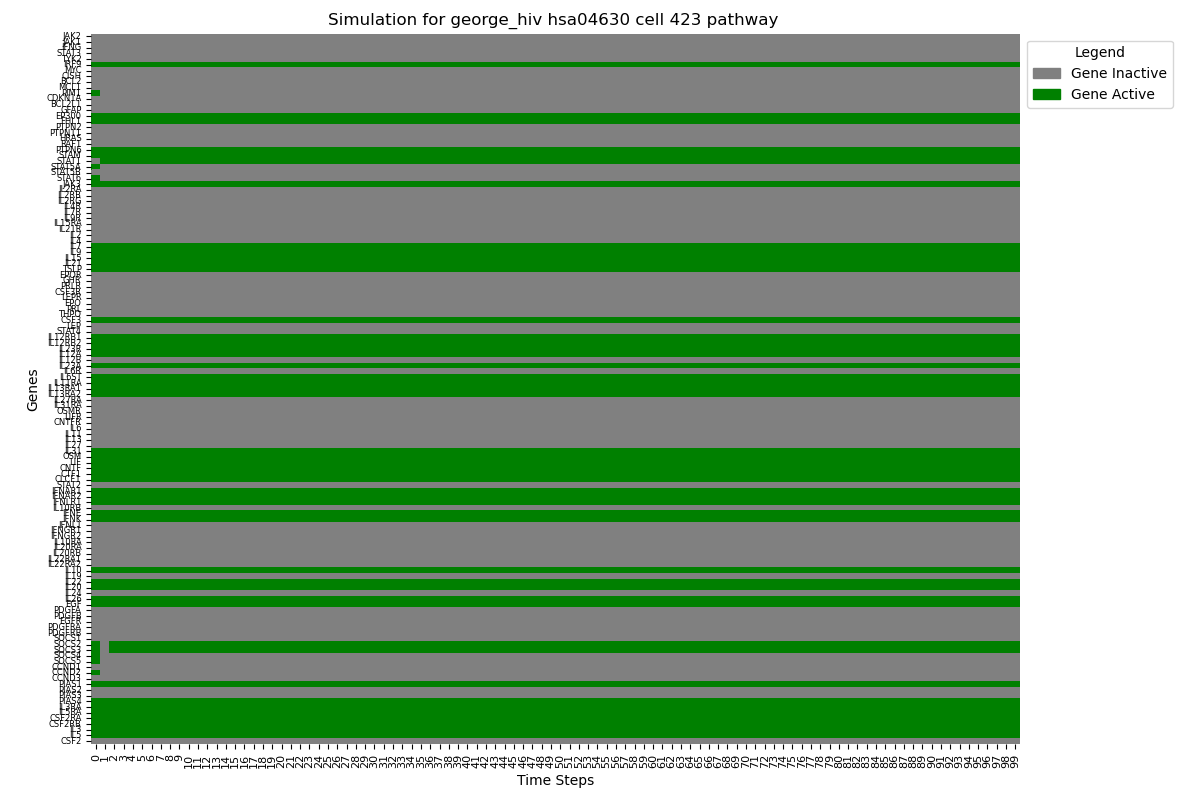 Simulation for george_hiv hsa04630 cell 423 pathway
Legend
Gene Inactive
Gene Active
Genes
JAK2
JAK1
IFNG
STAT3
TYK2
IRF9
MYC
CISH
BCL2
MCL1
PIM1
CDKN1A
BCL2L1
GFAP
EP300
FHL1
PTPN2
PTPN11
HRAS
RAF1
PTPN6
STAM
STAT1
STAT5A
STAT5B
STAT6
JAK3
IL2RA
IL2RB
IL2RG
IL4R
IL7R
IL9R
IL15RA
IL21R
IL2
IL4
IL7
IL9
IL15
IL21
TSLP
EPOR
GHR
PRLR
CSF3R
LEPR
EPO
PRL
THPO
CSF3
LEP
STAT4
IL12RB1
IL12RB2
IL23R
IL12A
IL12B
IL23A
IL6R
IL6ST
IL11RA
IL13RA1
IL13RA2
IL27RA
IL31RA
OSMR
LIFR
CNTFR
IL6
IL11
IL13
IL27
IL31
OSM
LIF
CNTF
CTF1
CLCF1
STAT2
IFNAR1
IFNAR2
IFNLR1
IL10RB
IFNE
IFNK
IFNL1
IFNGR1
IFNGR2
IL10RA
IL20RA
IL20RB
IL22RA1
IL22RA2
IL10
IL19
IL22
IL20
IL24
IL26
EGF
PDGFA
PDGFB
EGFR
PDGFRA
PDGFRB
SOCS1
SOCS2
SOCS3
SOCS4
SOCS5
CCND1
CCND2
CCND3
PIAS1
PIAS2
PIAS3
PIAS4
IL3RA
IL5RA
CSF2RA
CSF2RB
IL3
IL5
CSF2
0 1 2 3 4 5 6 7 8 9 10 11 12 13 14 15 16 17 18 19 20 21 22 23 24 25 26 27 28 29 30 31 32 33 34 35 36 37 38 39 40 41 42 43 44 45 46 47 48 49 50 51 52 53 54 55 56 57 58 59 60 61 62 63 64 65 66 67 68 69 70 71 72 73 74 75 76 77 78 79 80 81 82 83 84 85 86 87 88 89 90 91 92 93 94 95 96 97 98 99
Time Steps